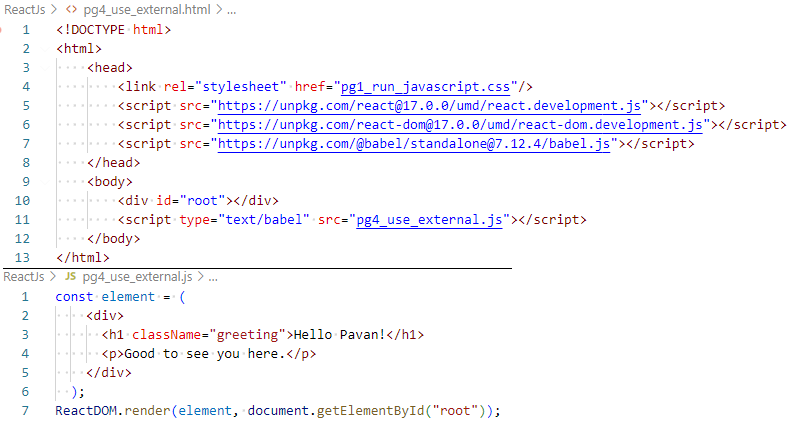 ReactJs > <> pg4_use_external.html > ...
1 <!DOCTYPE html>
2 <html>
3 <head>
4 <link rel="stylesheet" href="pg1_run_javascript.css"/>
5 <script src="https://unpkg.com/react@17.0.0/umd/react.development.js"></script>
6 <script src="https://unpkg.com/react-dom@17.0.0/umd/react-dom.development.js"></script>
7 <script src="https://unpkg.com/@babel/standalone@7.12.4/babel.js"></script>
8 </head>
9 <body>
10 <div id="root"></div>
11 <script type="text/babel" src="pg4_use_external.js"></script>
12 </body>
13 </html>
ReactJs > JS pg4_use_external.js > ...
1 const element = (
2 <div>
3 <h1 className="greeting">Hello Pavan!</h1>
4 <p>Good to see you here.</p>
5 </div>
6 );
7 ReactDOM.render(element, document.getElementById("root"));